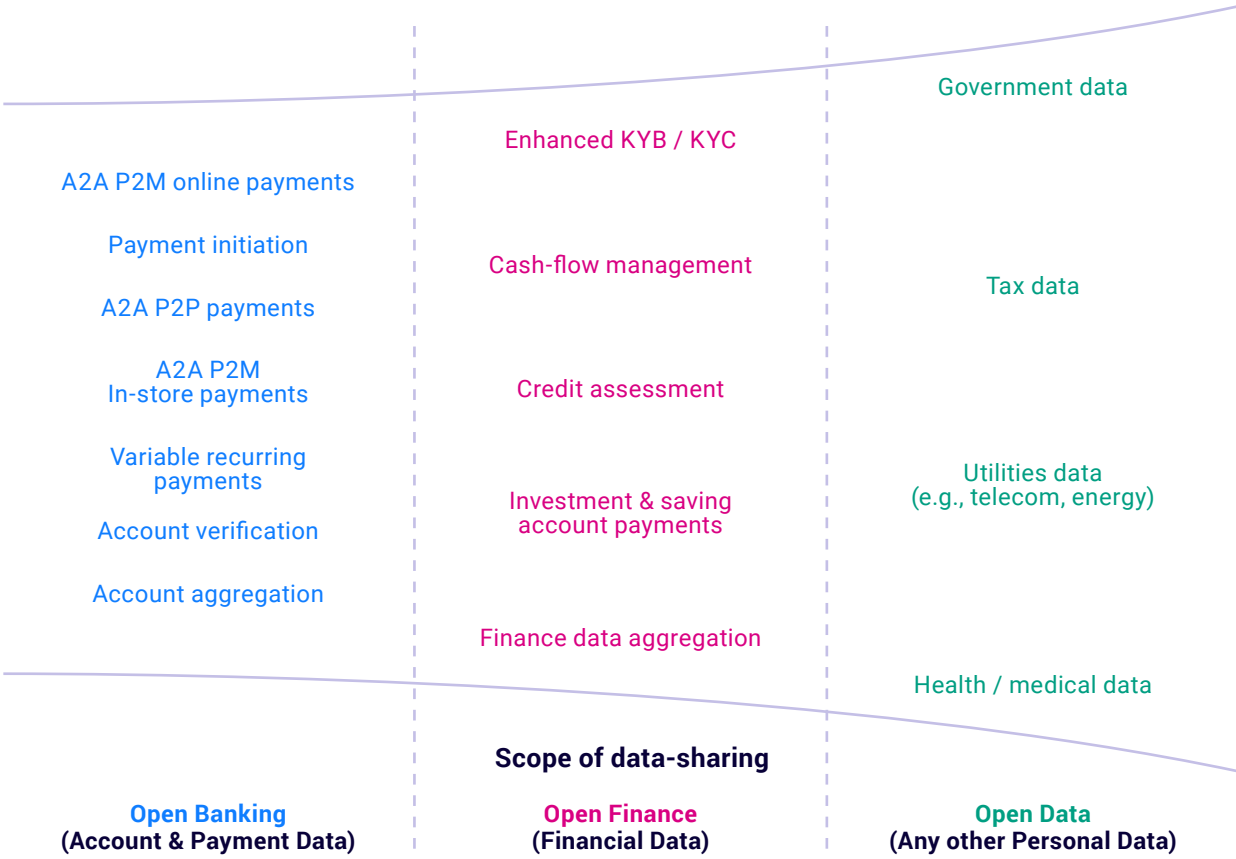 A2A P2M online payments
Payment initiation
A2A P2P payments
A2A P2M
In-store payments
Variable recurring
payments
Account verification
Account aggregation
Enhanced KYB / KYC
Cash-flow management
Credit assessment
Investment & saving
account payments
Finance data aggregation
Government data
Tax data
Utilities data
(e.g., telecom, energy)
Health / medical data
Scope of data-sharing
Open Banking
(Account & Payment Data)
Open Finance
(Financial Data)
Open Data
(Any other Personal Data)